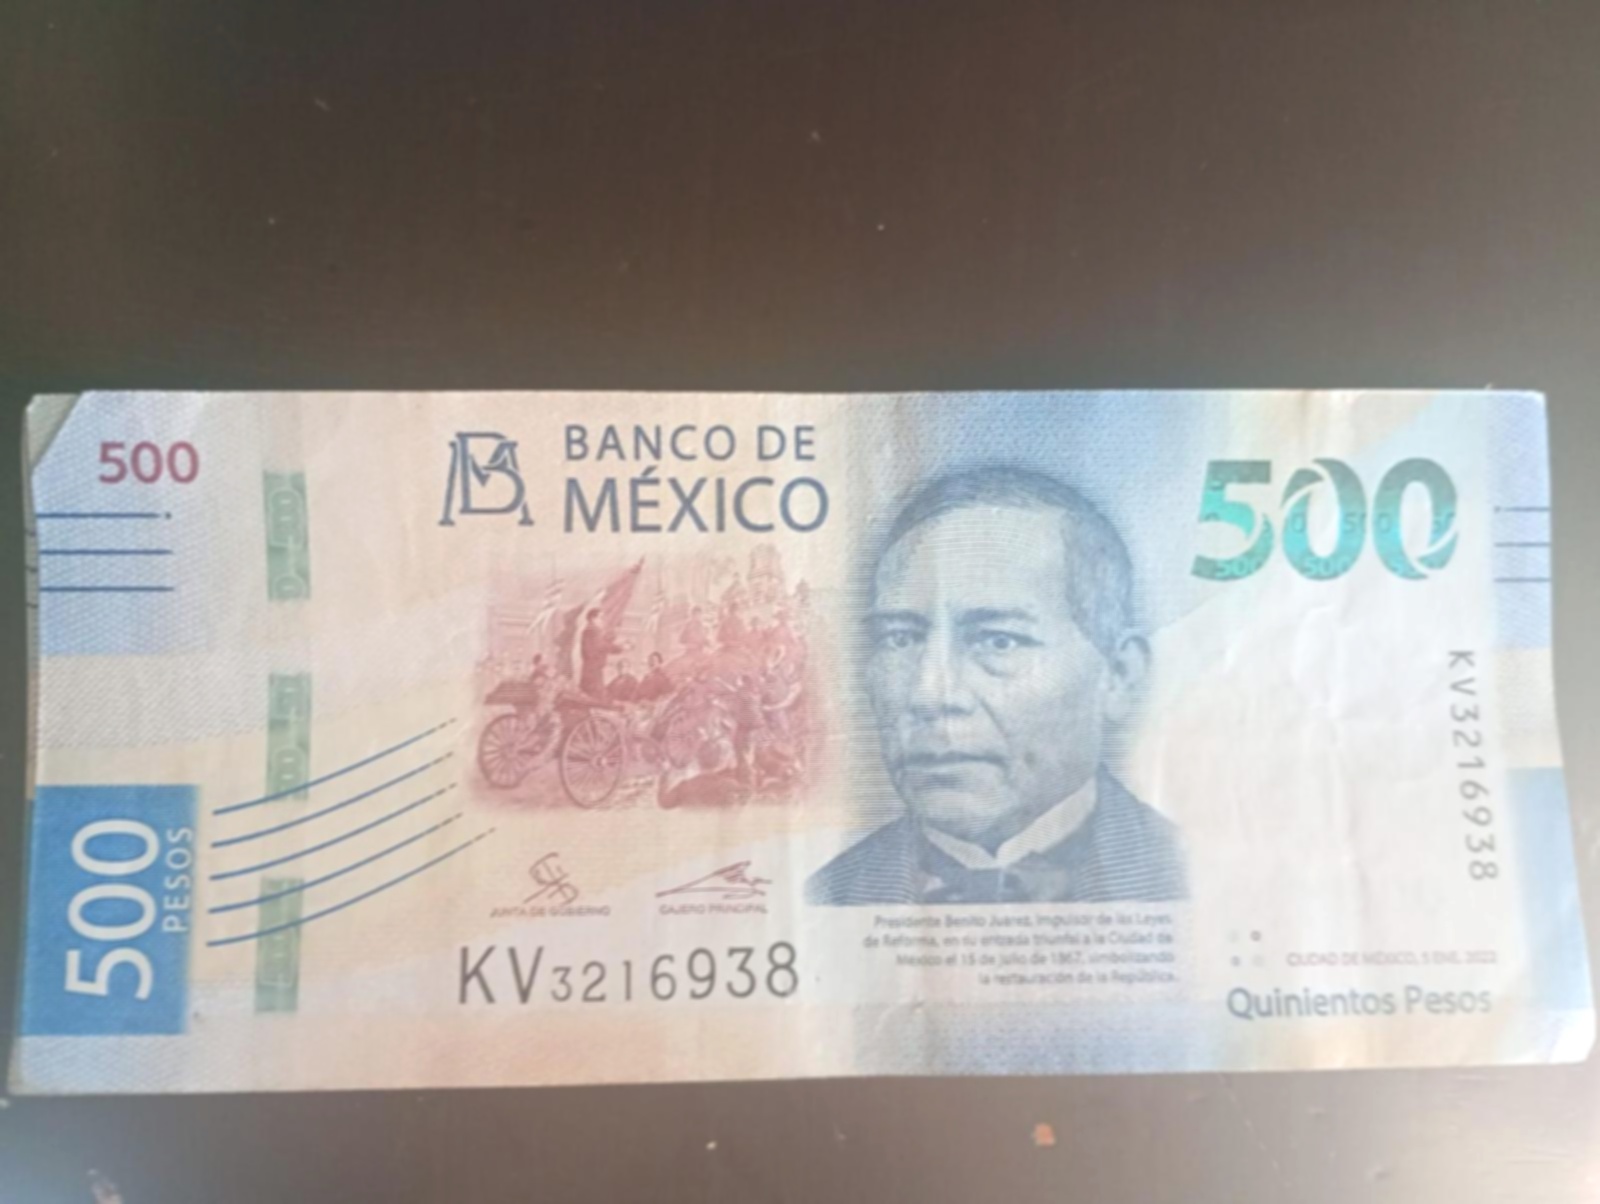 500
BANCO DE
MÉXICO
500
KV3216938
500
PESOS
JUNTA DE GOBIERNO
CAJERO PRINCIPAL
KV3216938
Presidente Benito Juárez, impulsor de las Leyes
de Reforma, en su entrada triunfal a la Ciudad de
México el 15 de julio de 1867, simbolizando
la restauración de la República.
CIUDAD DE MÉXICO, 5 ENE.
Quinientos Pesos